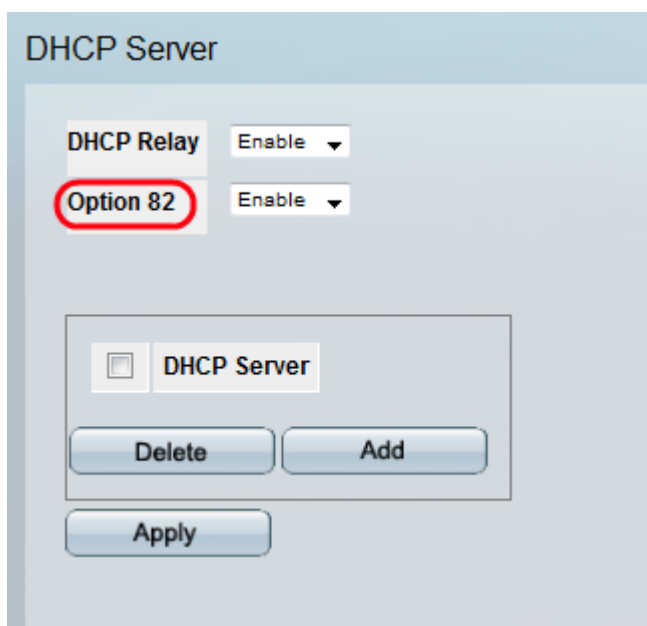 DHCP Server
DHCP Relay Enable
Option 82 Enable
DHCP Server
Delete Add
Apply